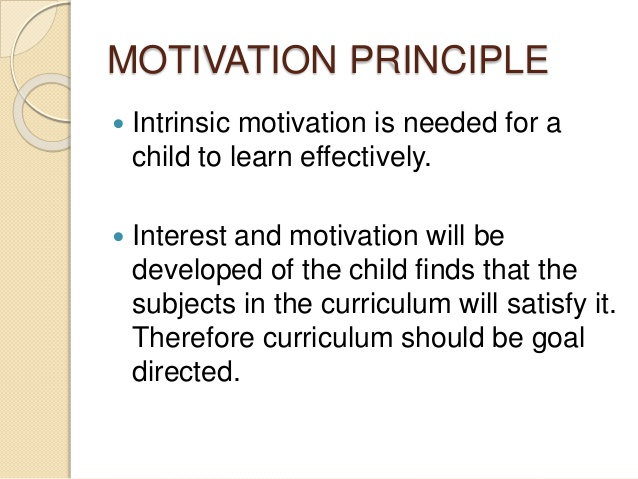 MOTIVATION PRINCIPLE
• Intrinsic motivation is needed for a
child to learn effectively.
• Interest and motivation will be
developed of the child finds that the
subjects in the curriculum will satisfy it.
Therefore curriculum should be goal
directed.